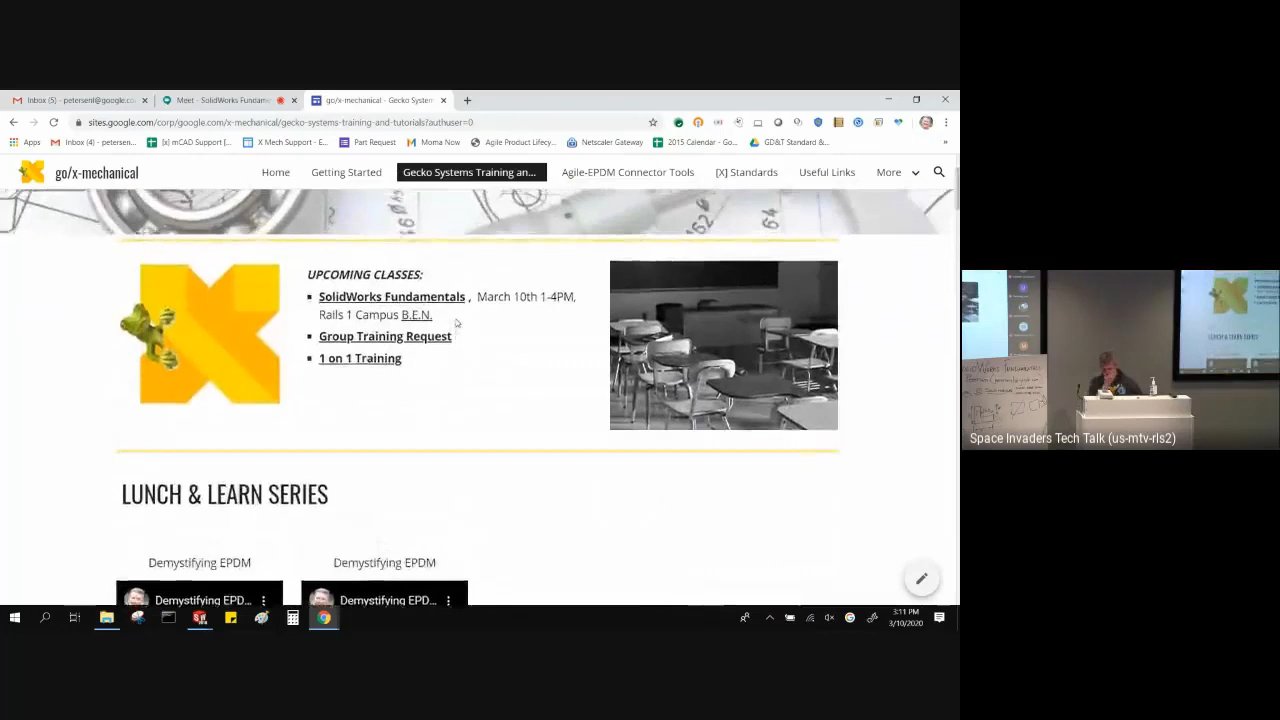 Inbox (5) - petersenl@google.co
Meet - SolidWorks Fundame
go/x-mechanical - Gecko System
sites.google.com/corp/google.com/x-mechanical/gecko-systems-training-and-tutorials?authuser=0
Apps
Inbox (4) - petersen...
[x] mCAD Support [...
X Mech Support - E...
Part Request
Moma Now
Agile Product Lifecy...
Netscaler Gateway
2015 Calendar - Go...
GD&T Standard &...
»
go/x-mechanical
Home
Getting Started
Gecko Systems Training an...
Agile-EPDM Connector Tools
[X] Standards
Useful Links
More
UPCOMING CLASSES:
SolidWorks Fundamentals , March 10th 1-4PM,
Rails 1 Campus B.E.N.
Group Training Request
1 on 1 Training
LUNCH & LEARN SERIES
Demystifying EPDM
Demystifying EPDM
Demystifying EPD...
Demystifying EPD...
3:11 PM
3/10/2020
Space Invaders Tech Talk (us-mtv-rls2)